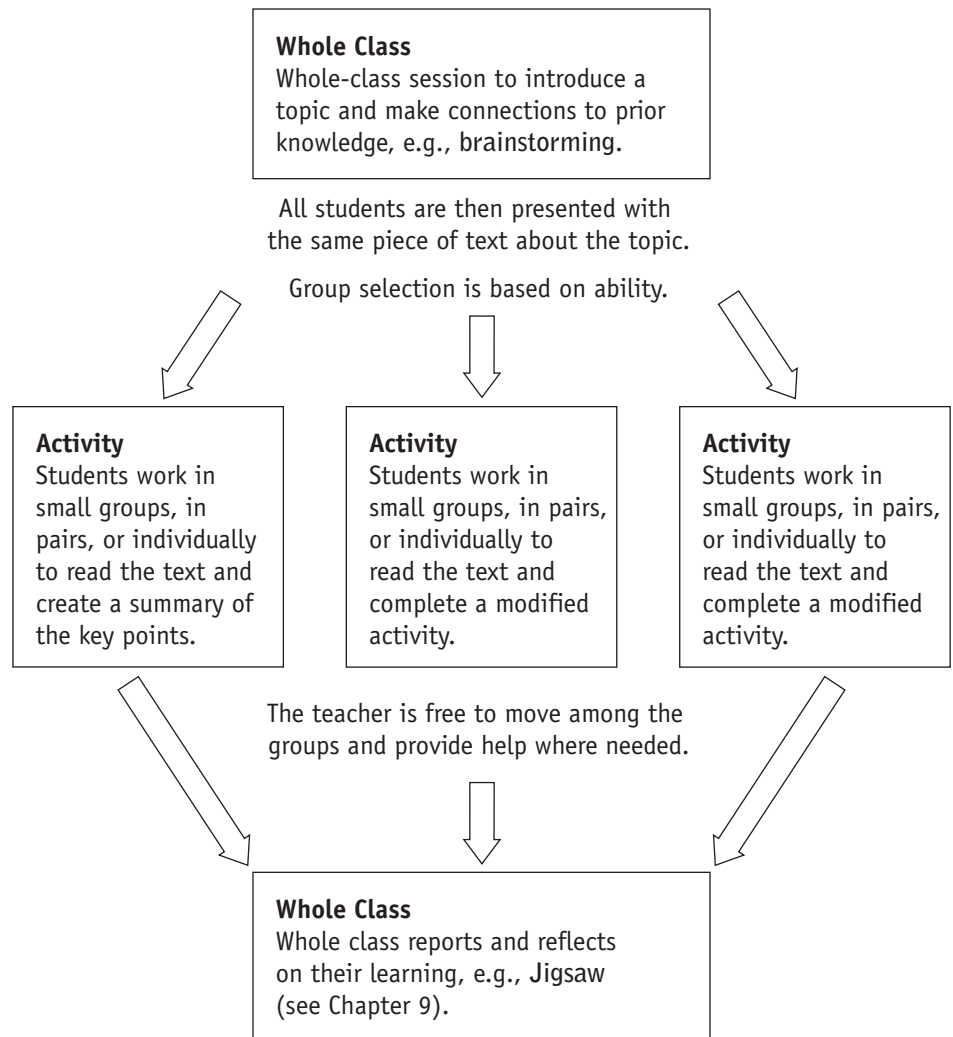 Whole Class
Whole-class session to introduce a
topic and make connections to prior
knowledge, e.g., brainstorming.
All students are then presented with
the same piece of text about the topic.
Group selection is based on ability.
Activity
Students work in
small groups, in
pairs, or individually
to read the text and
create a summary of
the key points.
Activity
Students work in
small groups, in pairs,
or individually to
read the text and
complete a modified
activity.
Activity
Students work in
small groups, in pairs,
or individually to
read the text and
complete a modified
activity.
The teacher is free to move among the
groups and provide help where needed.
Whole Class
Whole class reports and reflects
on their learning, e.g., Jigsaw
(see Chapter 9).